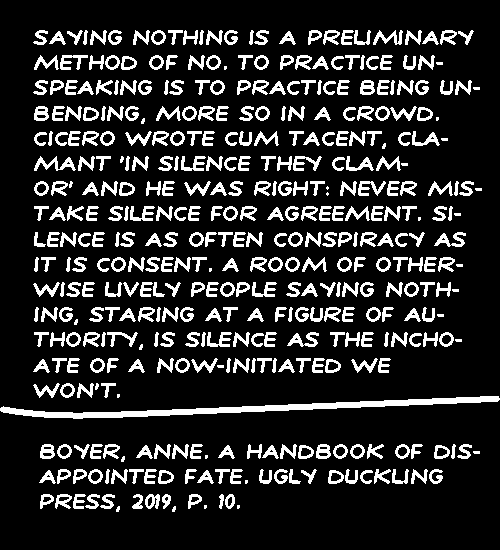 SAYING NOTHING IS A PRELIMINARY
METHOD OF NO. TO PRACTICE UN-
SPEAKING IS TO PRACTICE BEING UN-
BENDING, MORE SO IN A CROWD.
CICERO WROTE CUM TACENT, CLA-
MANT 'IN SILENCE THEY CLAM-
OR' AND HE WAS RIGHT: NEVER MIS-
TAKE SILENCE FOR AGREEMENT. SI-
LENCE IS AS OFTEN CONSPIRACY AS
IT IS CONSENT. A ROOM OF OTHER-
WISE LIVELY PEOPLE SAYING NOTH-
ING, STARING AT A FIGURE OF AU-
THORITY, IS SILENCE AS THE INCHO-
ATE OF A NOW-INITIATED WE
WON'T.
BOYER, ANNE. A HANDBOOK OF DIS-
APPOINTED FATE. UGLY DUCKLING
PRESS, 2019, P. 10.